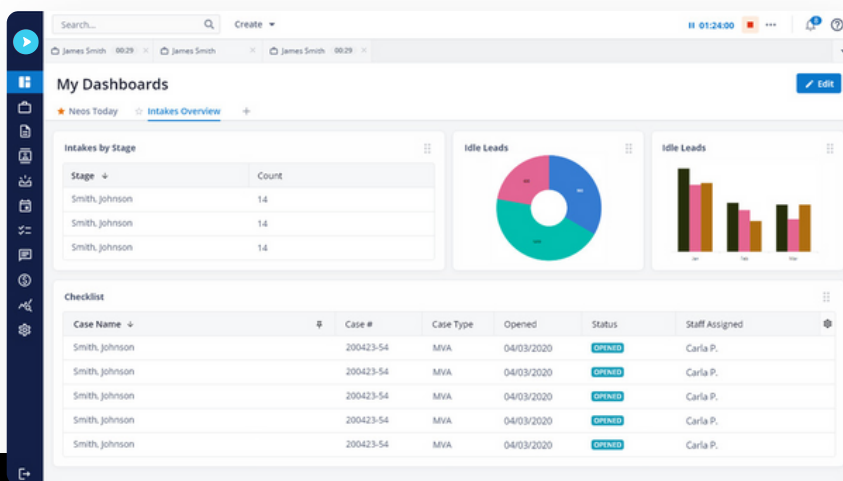 Search...
Create
01:24:00
8
James Smith 00:29
James Smith
James Smith 00:29
My Dashboards
Edit
Neos Today
Intakes Overview
Intakes by Stage
Stage
Count
Smith, Johnson 14
Smith, Johnson 14
Smith, Johnson 14
Idle Leads
Idle Leads
Jan Feb Mar
Checklist
Case Name Case # Case Type Opened Status Staff Assigned
Smith, Johnson 200423-54 MVA 04/03/2020 OPENED Carla P.
Smith, Johnson 200423-54 MVA 04/03/2020 OPENED Carla P.
Smith, Johnson 200423-54 MVA 04/03/2020 OPENED Carla P.
Smith, Johnson 200423-54 MVA 04/03/2020 OPENED Carla P.
Smith, Johnson 200423-54 MVA 04/03/2020 OPENED Carla P.